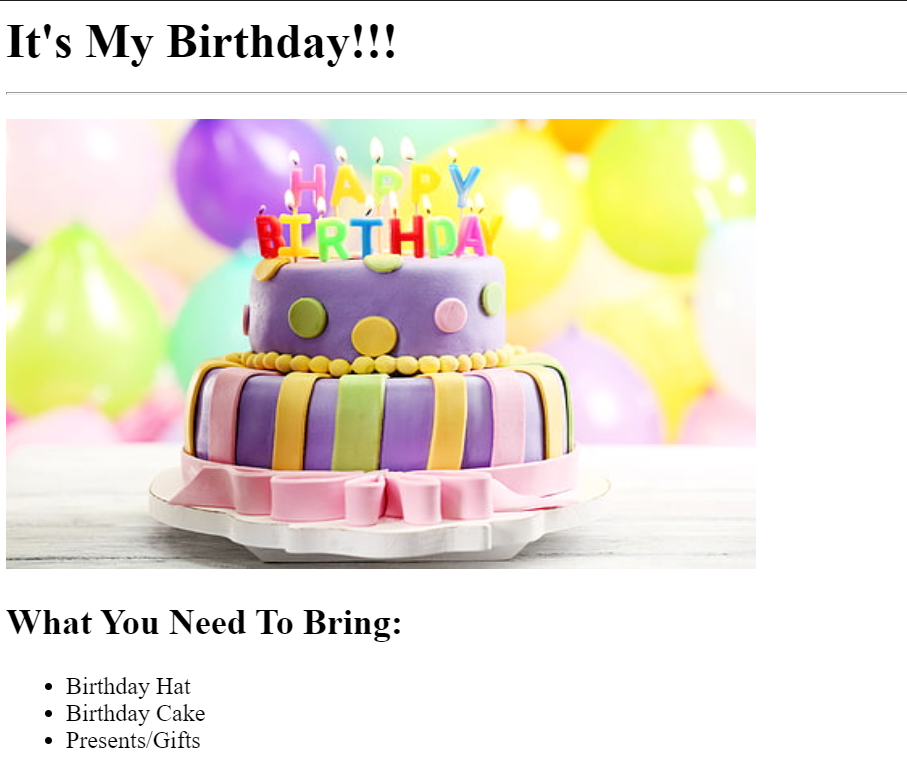 It's My Birthday!!!
HAPPY
BIRTHDAY
What You Need To Bring:
Birthday Hat
Birthday Cake
Presents/Gifts